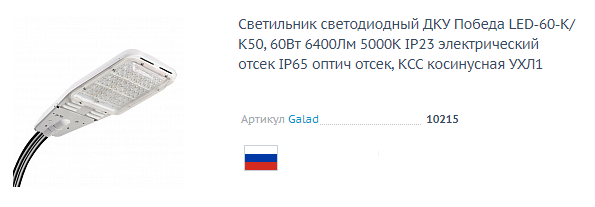 Светильник светодиодный ДКУ Победа LED-60-К/
К50, 60Вт 6400Лм 5000К IP23 электрический
отсек IP65 оптич отсек, КСС косинусная УХЛ1
Артикул Galad 10215